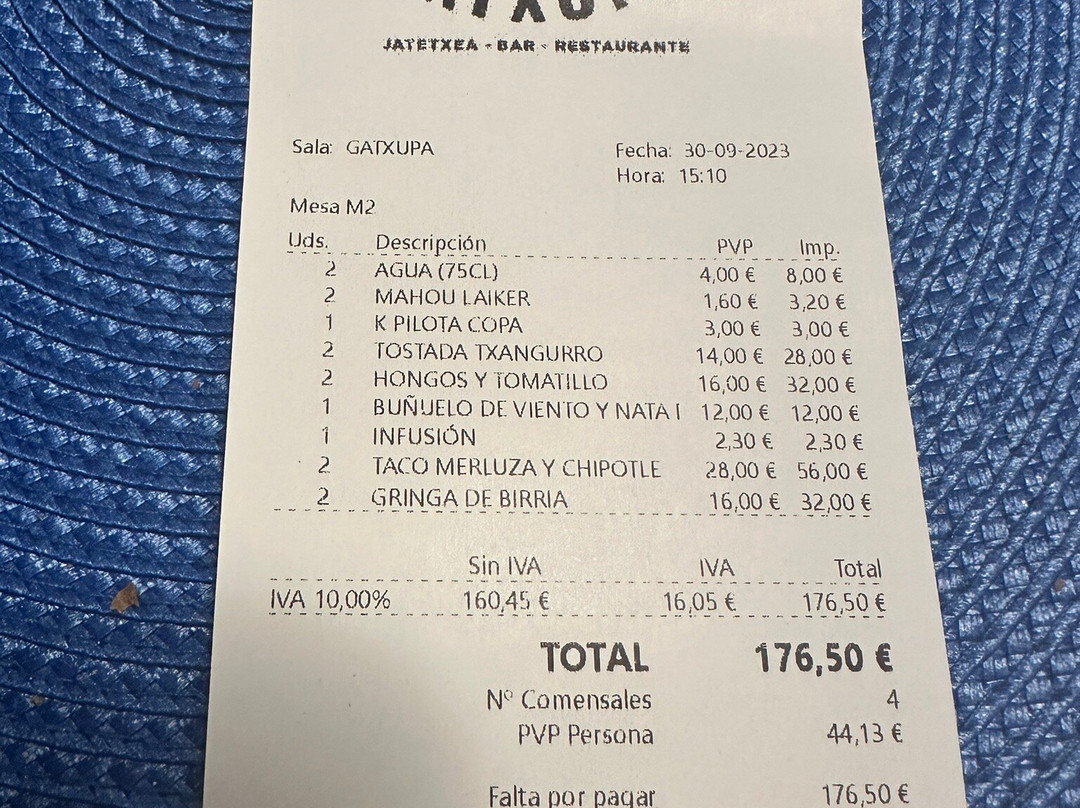 JATETXEA - BAR - RESTAURANTE
Sala: GATXUPA Fecha: 30-09-2023
Hora: 15:10
Mesa M2
Uds. Descripción PVP Imp.
2 AGUA (75CL) 4,00 € 8,00 €
2 MAHOU LAIKER 1,60 € 3,20 €
1 K PILOTA COPA 3,00 € 3,00 €
2 TOSTADA TXANGURRO 14,00 € 28,00 €
2 HONGOS Y TOMATILLO 16,00 € 32,00 €
1 BUÑUELO DE VIENTO Y NATA I 12,00 € 12,00 €
1 INFUSIÓN 2,30 € 2,30 €
2 TACO MERLUZA Y CHIPOTLE 28,00 € 56,00 €
2 GRINGA DE BIRRIA 16,00 € 32,00 €
Sin IVA IVA Total
IVA 10,00% 160,45 € 16,05 € 176,50 €
TOTAL 176,50 €
Nº Comensales 4
PVP Persona 44,13 €
Falta por pagar 176,50 €